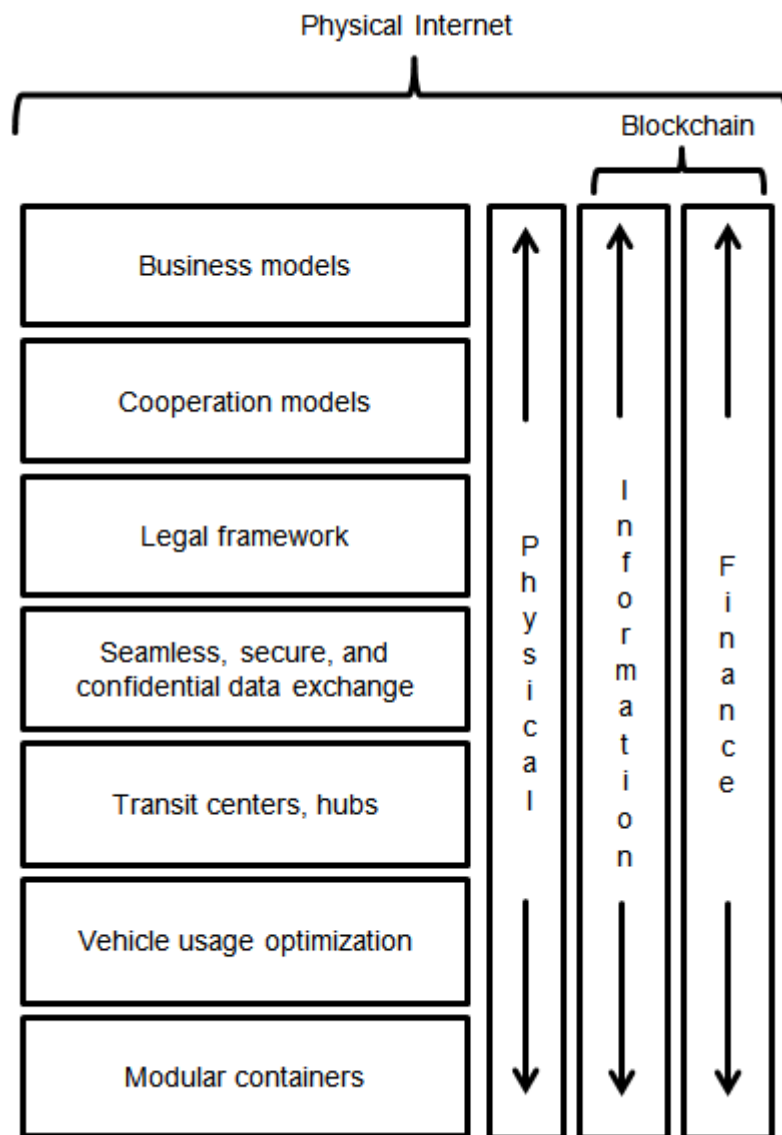 Physical Internet
Blockchain
Business models
Cooperation models
Legal framework
Seamless, secure, and
confidential data exchange
Transit centers, hubs
Vehicle usage optimization
Modular containers
Physical
Information
Finance